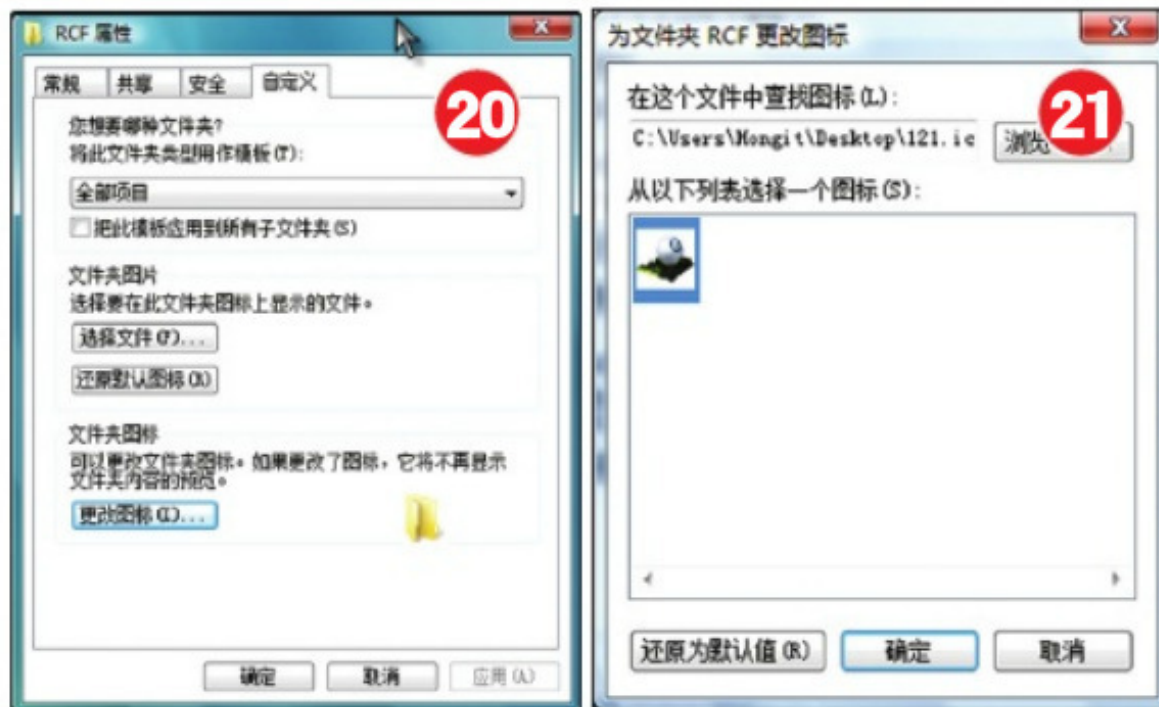 RCF 属性
20
常规 共享 安全 自定义
您想要哪种文件夹?
将此文件夹类型用作模板(T):
全部项目
把此模板应用到所有子文件夹(S)
文件夹图片
选择要在此文件夹图标上显示的文件。
选择文件(F)...
还原默认图标(R)
文件夹图标
可以更改文件夹图标。如果更改了图标，它将不再显示
文件夹内容的预览。
更改图标(I)...
确定 取消 应用(A)
为文件夹 RCF 更改图标
21
在这个文件中查找图标(L):
C:\Users\Mongit\Desktop\121.ic
从以下列表选择一个图标(S):
还原为默认值(R) 确定 取消